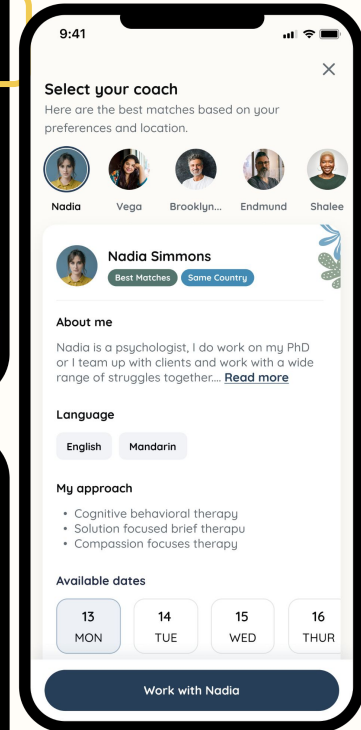 9:41
Select your coach
Here are the best matches based on your
preferences and location.
Nadia Vega Brooklyn... Endmund Shalee
Nadia Simmons
Best Matches Same Country
About me
Nadia is a psychologist, I do work on my PhD
or I team up with clients and work with a wide
range of struggles together.... Read more
Language
English Mandarin
My approach
• Cognitive behavioral therapy
• Solution focused brief therapu
• Compassion focuses therapy
Available dates
13 14 15 16
MON TUE WED THUR
Work with Nadia